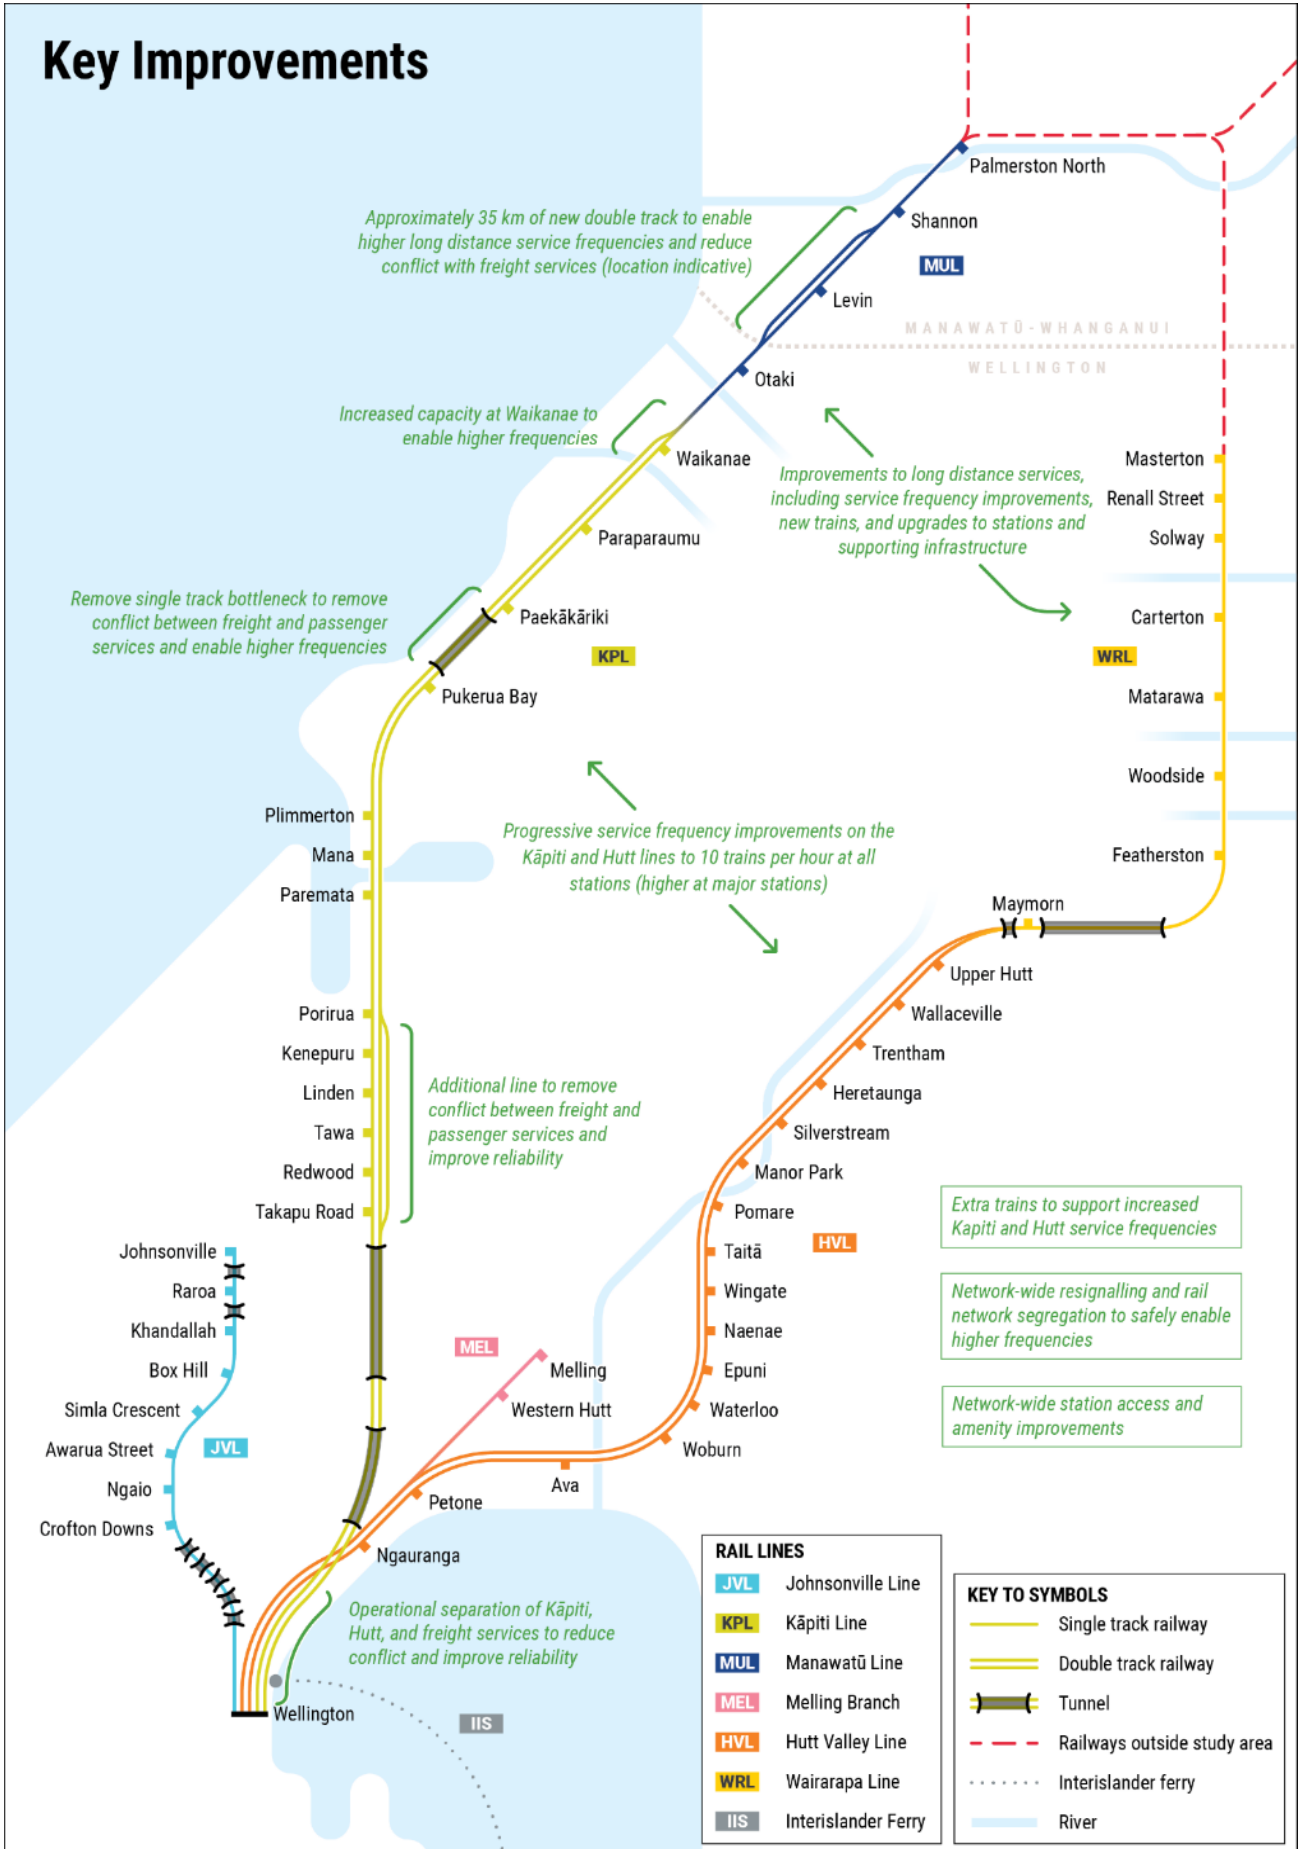 Key Improvements
Palmerston North
Shannon
MUL
Levin
Approximately 35 km of new double track to enable
higher long distance service frequencies and reduce
conflict with freight services (location indicative)
MANAWATŪ-WHANGANUI
WELLINGTON
Otaki
Increased capacity at Waikanae to
enable higher frequencies
Waikanae
Improvements to long distance services,
including service frequency improvements,
new trains, and upgrades to stations and
supporting infrastructure
Masterton
Renall Street
Solway
Carterton
WRL
Matarawa
Woodside
Featherston
Maymorn
Paraparaumu
Remove single track bottleneck to remove
conflict between freight and passenger
services and enable higher frequencies
Paekākāriki
KPL
Pukerua Bay
Progressive service frequency improvements on the
Kāpiti and Hutt lines to 10 trains per hour at all
stations (higher at major stations)
Plimmerton
Mana
Paremata
Porirua
Kenepuru
Linden
Tawa
Redwood
Takapu Road
Additional line to remove
conflict between freight and
passenger services and
improve reliability
Upper Hutt
Wallaceville
Trentham
Heretaunga
Silverstream
Manor Park
Pomare
HVL
Taitā
Wingate
Naenae
Epuni
Waterloo
Woburn
Ava
Petone
Ngauranga
Extra trains to support increased
Kapiti and Hutt service frequencies
Network-wide resignalling and rail
network segregation to safely enable
higher frequencies
Network-wide station access and
amenity improvements
Johnsonville
Raroa
Khandallah
Box Hill
Simla Crescent
Awarua Street
JVL
Ngaio
Crofton Downs
MEL
Melling
Western Hutt
Operational separation of Kāpiti,
Hutt, and freight services to reduce
conflict and improve reliability
Wellington
IIS
RAIL LINES
JVL Johnsonville Line
KPL Kāpiti Line
MUL Manawatū Line
MEL Melling Branch
HVL Hutt Valley Line
WRL Wairarapa Line
IIS Interislander Ferry
KEY TO SYMBOLS
Single track railway
Double track railway
Tunnel
Railways outside study area
Interislander ferry
River